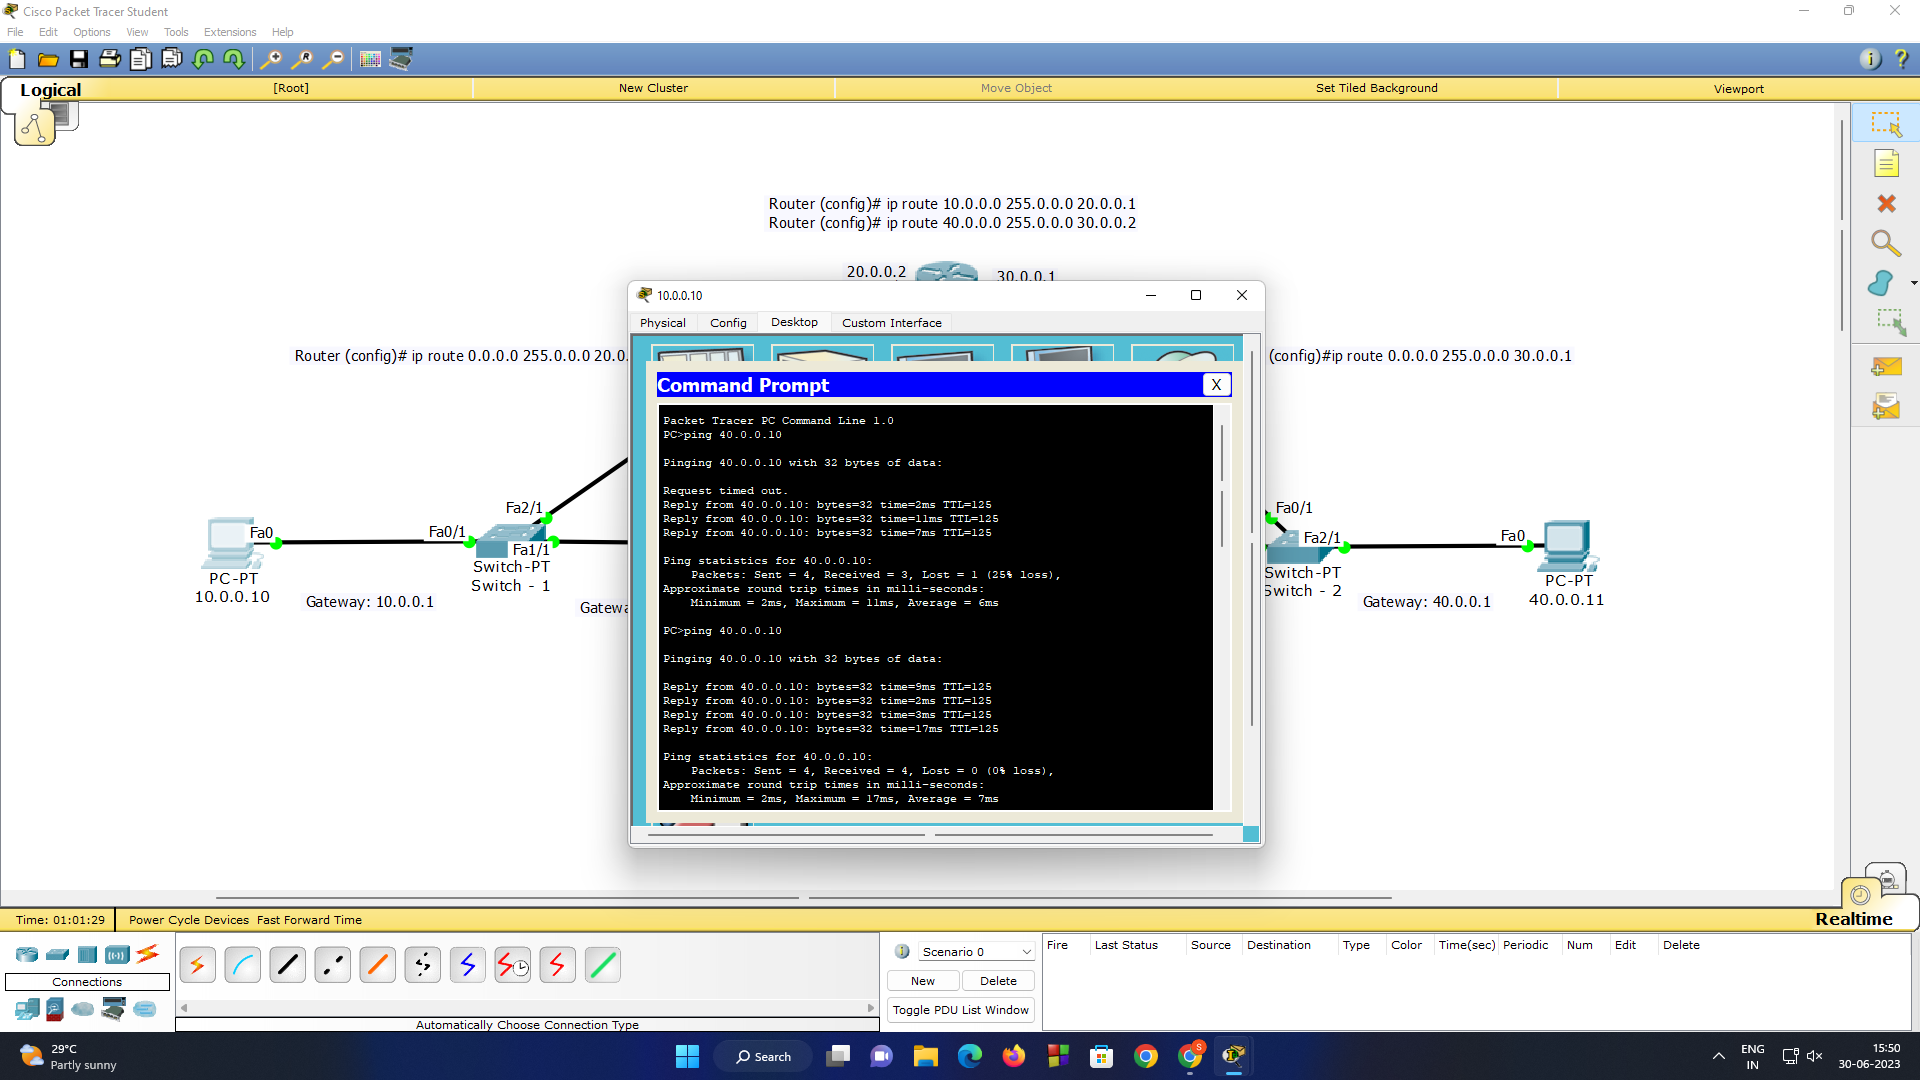 Cisco Packet Tracer Student
File Edit Options View Tools Extensions Help
Logical [Root] New Cluster Move Object Set Tiled Background Viewport
Router (config)# ip route 10.0.0.0 255.0.0.0 20.0.0.1
Router (config)# ip route 40.0.0.0 255.0.0.0 30.0.0.2
20.0.0.2 30.0.0.1
Router (config)# ip route 0.0.0.0 255.0.0.0 20.0.
(config)#ip route 0.0.0.0 255.0.0.0 30.0.0.1
Fa0 Fa0/1 Fa2/1 Fa1/1
PC-PT
10.0.0.10
Gateway: 10.0.0.1
Switch-PT
Switch - 1
10.0.0.10
Physical Config Desktop Custom Interface
Command Prompt X
Packet Tracer PC Command Line 1.0
PC>ping 40.0.0.10
Pinging 40.0.0.10 with 32 bytes of data:
Request timed out.
Reply from 40.0.0.10: bytes=32 time=2ms TTL=125
Reply from 40.0.0.10: bytes=32 time=11ms TTL=125
Reply from 40.0.0.10: bytes=32 time=7ms TTL=125
Ping statistics for 40.0.0.10:
Packets: Sent = 4, Received = 3, Lost = 1 (25% loss),
Approximate round trip times in milli-seconds:
Minimum = 2ms, Maximum = 11ms, Average = 6ms
PC>ping 40.0.0.10
Pinging 40.0.0.10 with 32 bytes of data:
Reply from 40.0.0.10: bytes=32 time=9ms TTL=125
Reply from 40.0.0.10: bytes=32 time=2ms TTL=125
Reply from 40.0.0.10: bytes=32 time=3ms TTL=125
Reply from 40.0.0.10: bytes=32 time=17ms TTL=125
Ping statistics for 40.0.0.10:
Packets: Sent = 4, Received = 4, Lost = 0 (0% loss),
Approximate round trip times in milli-seconds:
Minimum = 2ms, Maximum = 17ms, Average = 7ms
Fa0/1 Fa2/1 Fa0
Switch-PT
Switch - 2
Gateway: 40.0.0.1
PC-PT
40.0.0.11
Time: 01:01:29 Power Cycle Devices Fast Forward Time Realtime
Connections
Automatically Choose Connection Type
Scenario 0
New Delete
Toggle PDU List Window
Fire Last Status Source Destination Type Color Time(sec) Periodic Num Edit Delete
29°C
Partly sunny
Search
ENG
IN
15:50
30-06-2023